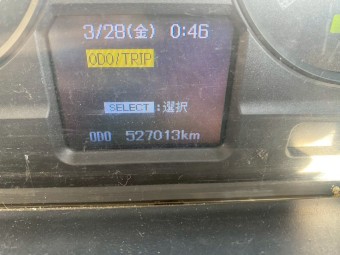 3/28(金) 0:46
ODO/TRIP
SELECT:選択
ODO 527013km